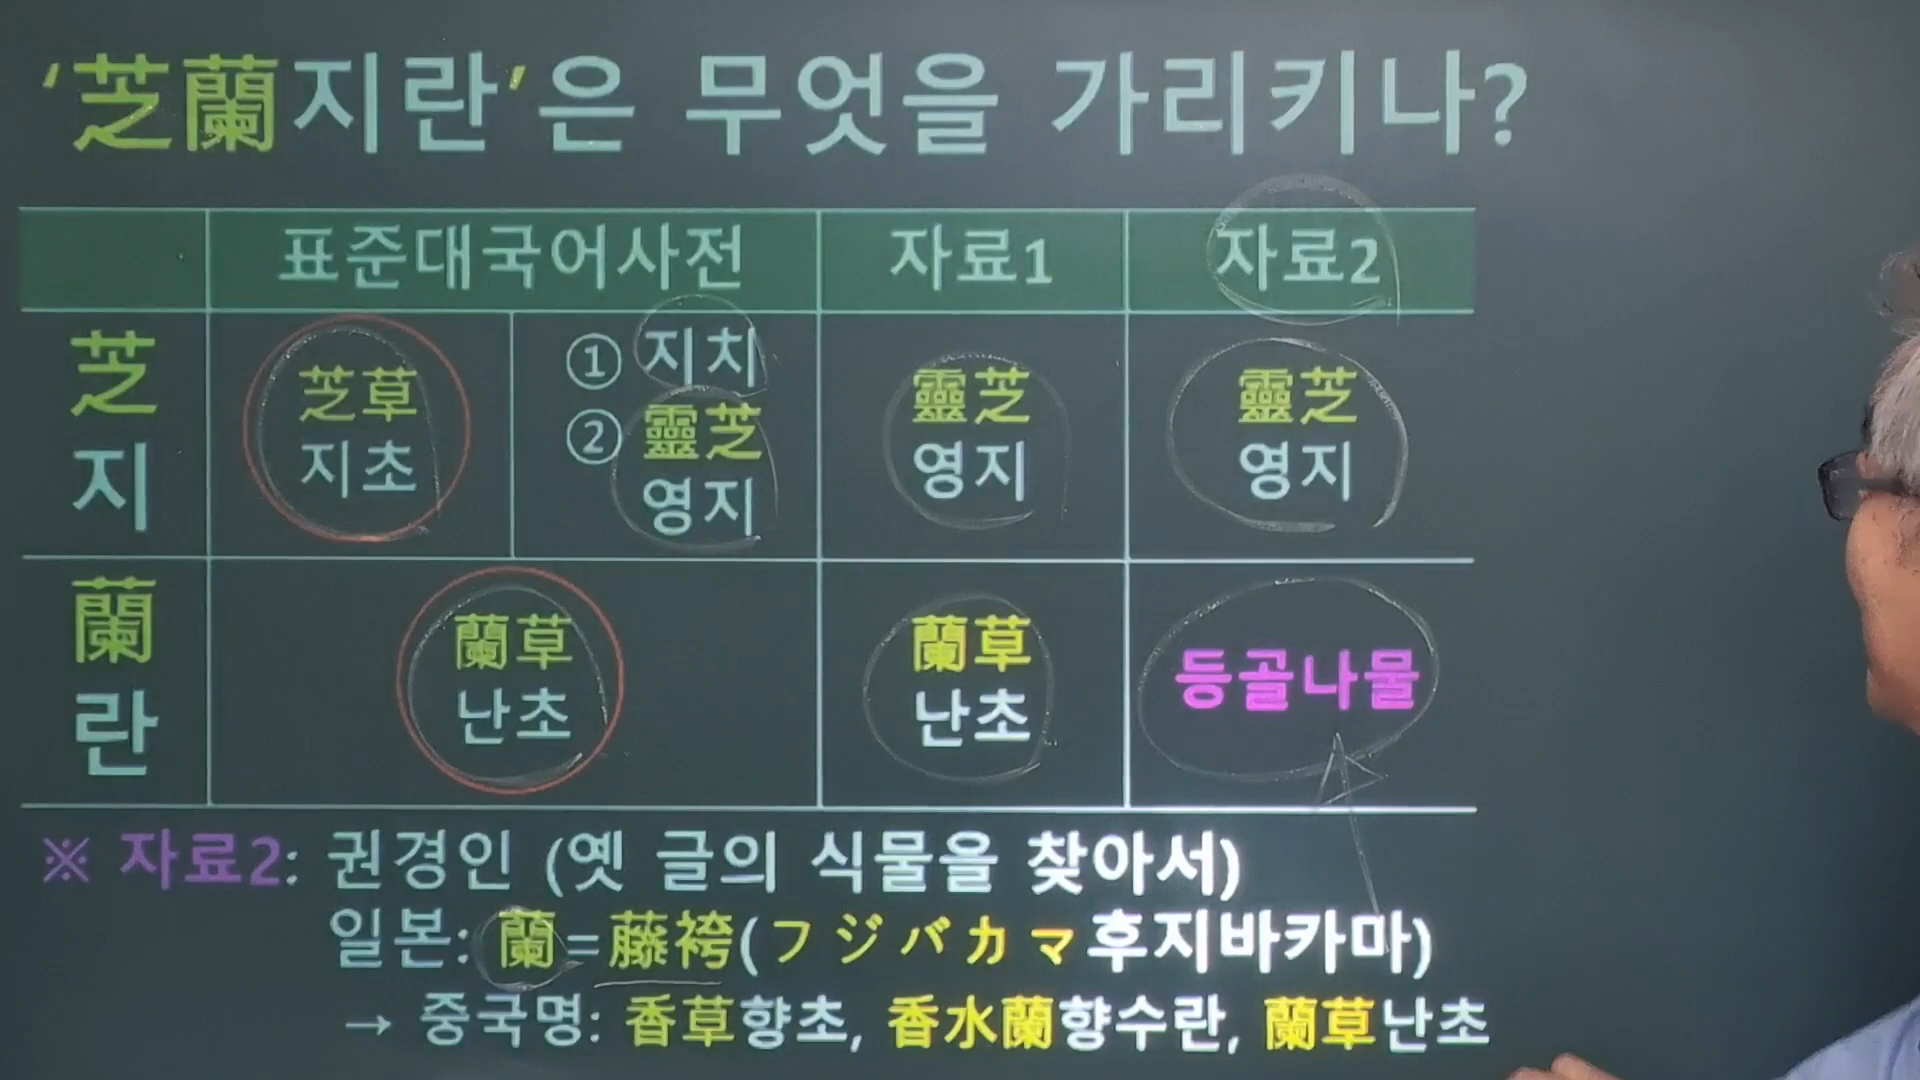 ‘芝蘭지란’은 무엇을 가리키나?
표준대국어사전 자료1 자료2
芝
지
芝草
지초
① 지치
② 靈芝
영지
靈芝
영지
靈芝
영지
蘭
란
蘭草
난초
蘭草
난초
등골나물
※ 자료2: 권경인 (옛 글의 식물을 찾아서)
일본: 蘭=藤袴(フジバカマ후지바카마)
→ 중국명: 香草향초, 香水蘭향수란, 蘭草난초